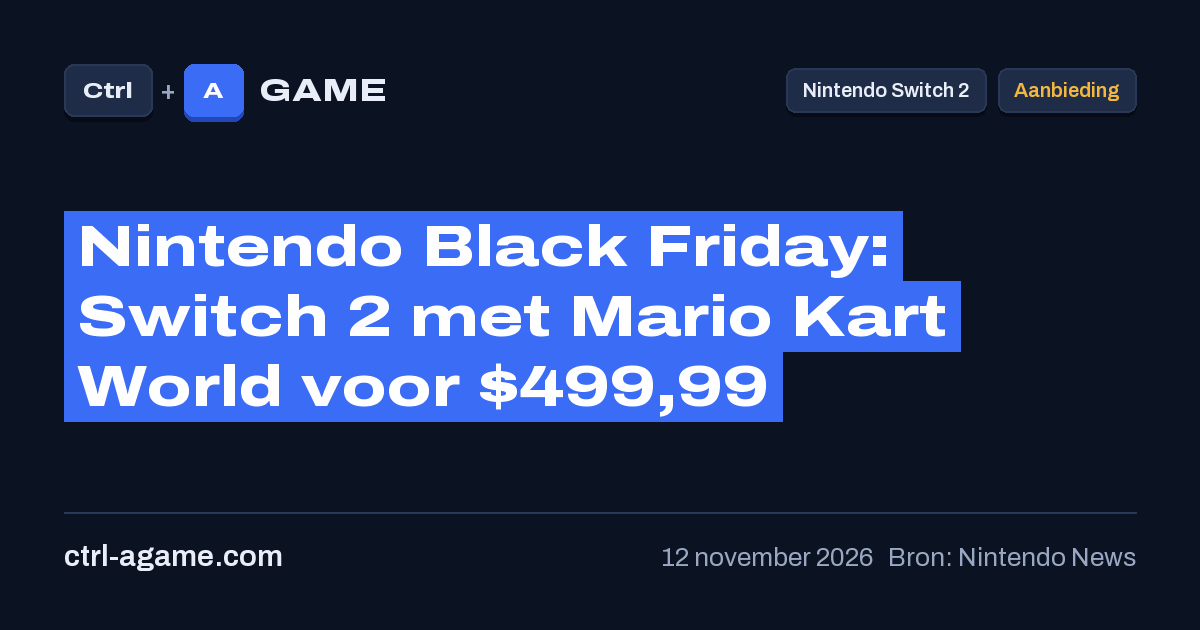 Ctrl + A GAME
Nintendo Switch 2
Aanbieding
Nintendo Black Friday:
Switch 2 met Mario Kart
World voor $499,99
ctrl-agame.com
12 november 2026 Bron: Nintendo News